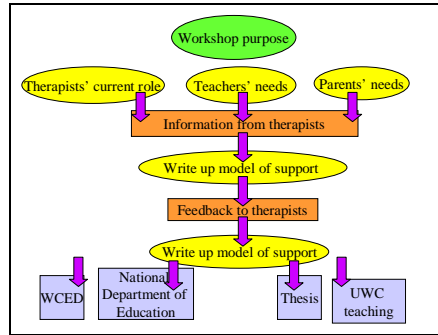 Workshop purpose
Therapists' current role
Teachers' needs
Parents' needs
Information from therapists
Write up model of support
Feedback to therapists
Write up model of support
WCED
National
Department of
Education
Thesis
UWC
teaching